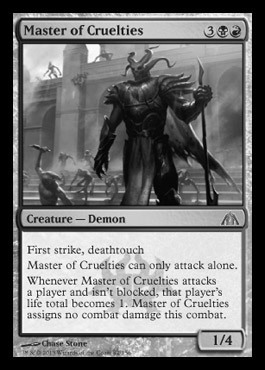 Master of Cruelties 3BR
Creature — Demon
First strike, deathtouch
Master of Cruelties can only attack alone.
Whenever Master of Cruelties attacks
a player and isn't blocked, that player's
life total becomes 1. Master of Cruelties
assigns no combat damage this combat.
Chase Stone
1/4